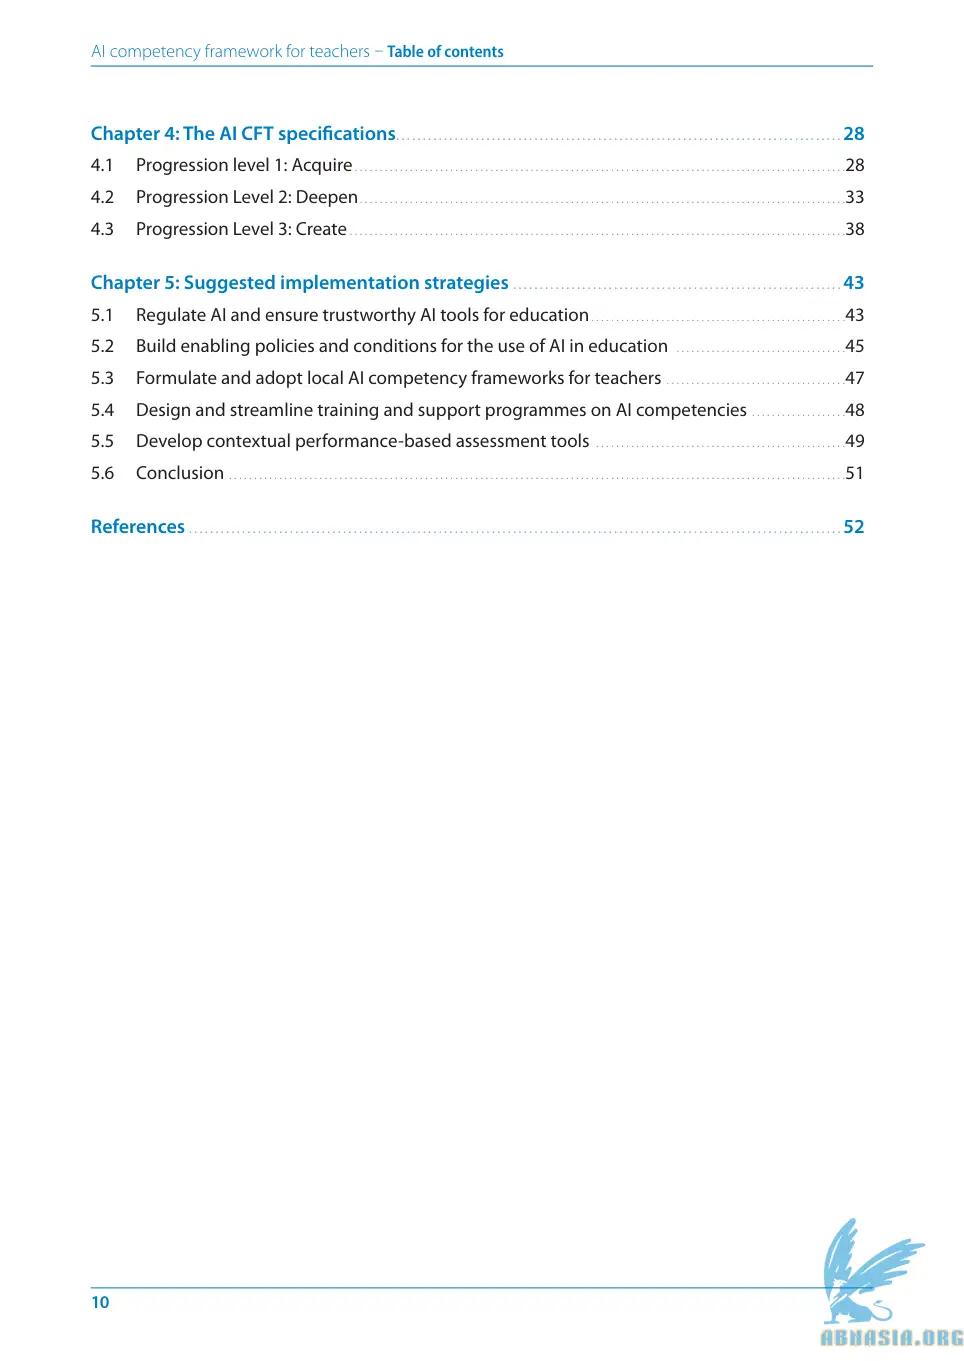 AI competency framework for teachers – Table of contents
Chapter 4: The AI CFT specifications 28
4.1 Progression level 1: Acquire 28
4.2 Progression Level 2: Deepen 33
4.3 Progression Level 3: Create 38
Chapter 5: Suggested implementation strategies 43
5.1 Regulate AI and ensure trustworthy AI tools for education 43
5.2 Build enabling policies and conditions for the use of AI in education 45
5.3 Formulate and adopt local AI competency frameworks for teachers 47
5.4 Design and streamline training and support programmes on AI competencies 48
5.5 Develop contextual performance-based assessment tools 49
5.6 Conclusion 51
References 52
10
ABNASIA.ORG